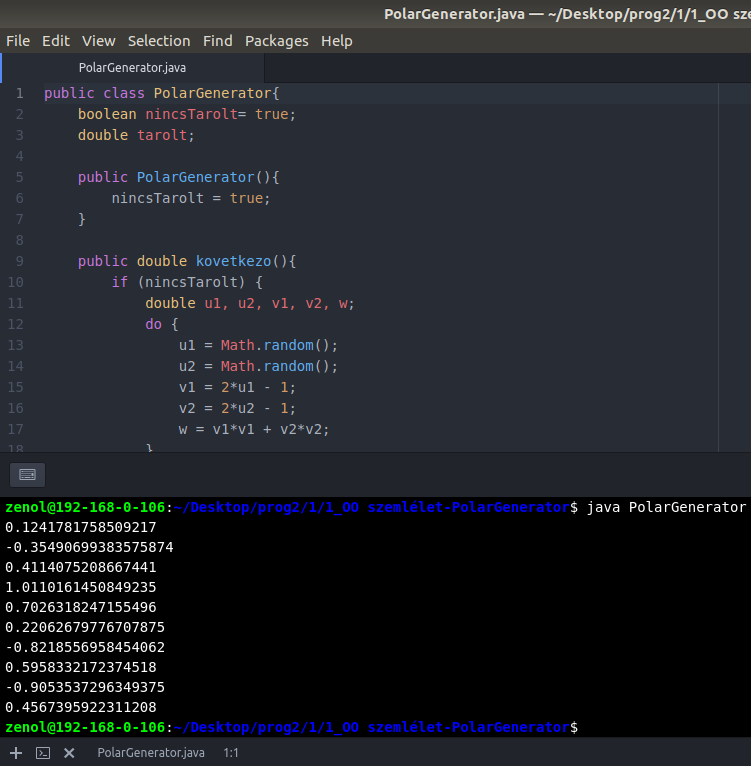 PolarGenerator.java — ~/Desktop/prog2/1/1_OO sz
File Edit View Selection Find Packages Help
PolarGenerator.java
1 public class PolarGenerator{
2     boolean nincsTarolt= true;
3     double tarolt;
4
5     public PolarGenerator(){
6         nincsTarolt = true;
7     }
8
9     public double kovetkezo(){
10         if (nincsTarolt) {
11             double u1, u2, v1, v2, w;
12             do {
13                 u1 = Math.random();
14                 u2 = Math.random();
15                 v1 = 2*u1 - 1;
16                 v2 = 2*u2 - 1;
17                 w = v1*v1 + v2*v2;
18             }
zenol@192-168-0-106:~/Desktop/prog2/1/1_OO szemlélet-PolarGenerator$ java PolarGenerator
0.1241781758509217
-0.35490699383575874
0.4114075208667441
1.0110161450849235
0.7026318247155496
0.22062679776707875
-0.8218556958454062
0.5958332172374518
-0.9053537296349375
0.4567395922311208
zenol@192-168-0-106:~/Desktop/prog2/1/1_OO szemlélet-PolarGenerator$
PolarGenerator.java 1:1